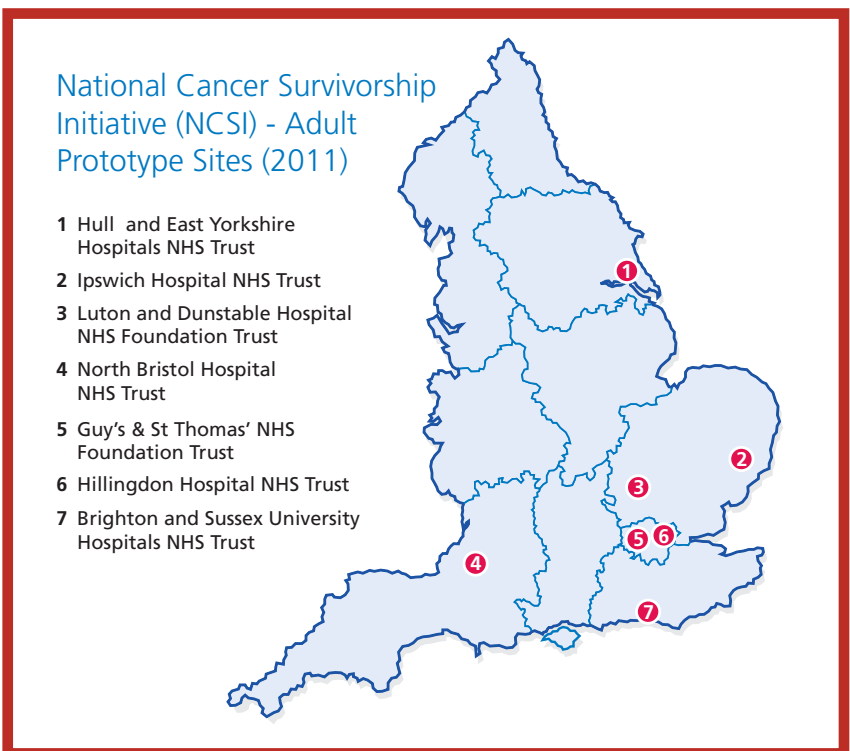 National Cancer Survivorship
Initiative (NCSI) - Adult
Prototype Sites (2011)
1 Hull and East Yorkshire
Hospitals NHS Trust
2 Ipswich Hospital NHS Trust
3 Luton and Dunstable Hospital
NHS Foundation Trust
4 North Bristol Hospital
NHS Trust
5 Guy's & St Thomas' NHS
Foundation Trust
6 Hillingdon Hospital NHS Trust
7 Brighton and Sussex University
Hospitals NHS Trust
1
2
3
5 6
4
7